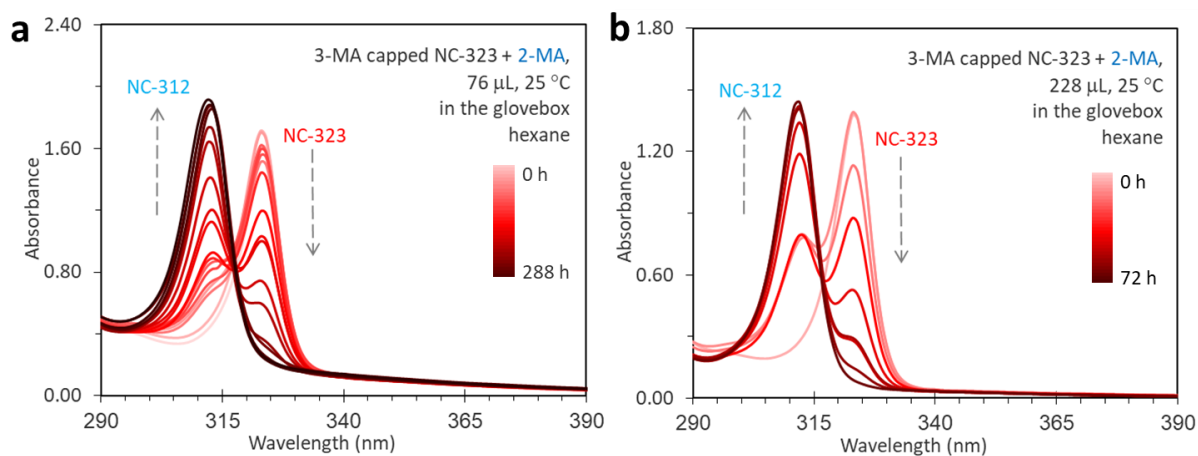 a
2.40
1.60
0.80
0.00
Absorbance
3-MA capped NC-323 + 2-MA,
76 µL, 25 °C
in the glovebox
hexane
NC-312
NC-323
0 h
288 h
290 315 340 365 390
Wavelength (nm)
b
1.80
1.20
0.60
0.00
Absorbance
3-MA capped NC-323 + 2-MA,
228 µL, 25 °C
in the glovebox
hexane
NC-312
NC-323
0 h
72 h
290 315 340 365 390
Wavelength (nm)